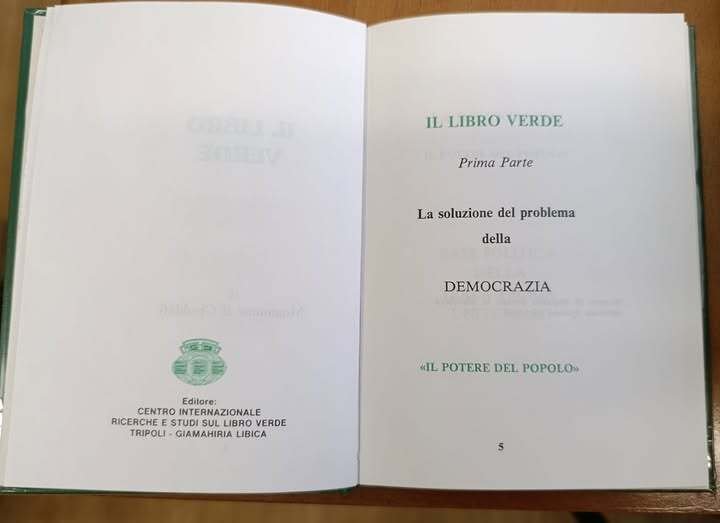 Editore:
CENTRO INTERNAZIONALE
RICERCHE E STUDI SUL LIBRO VERDE
TRIPOLI - GIAMAHIRIA LIBICA
IL LIBRO VERDE
Prima Parte
La soluzione del problema
della
DEMOCRAZIA
«IL POTERE DEL POPOLO»
5